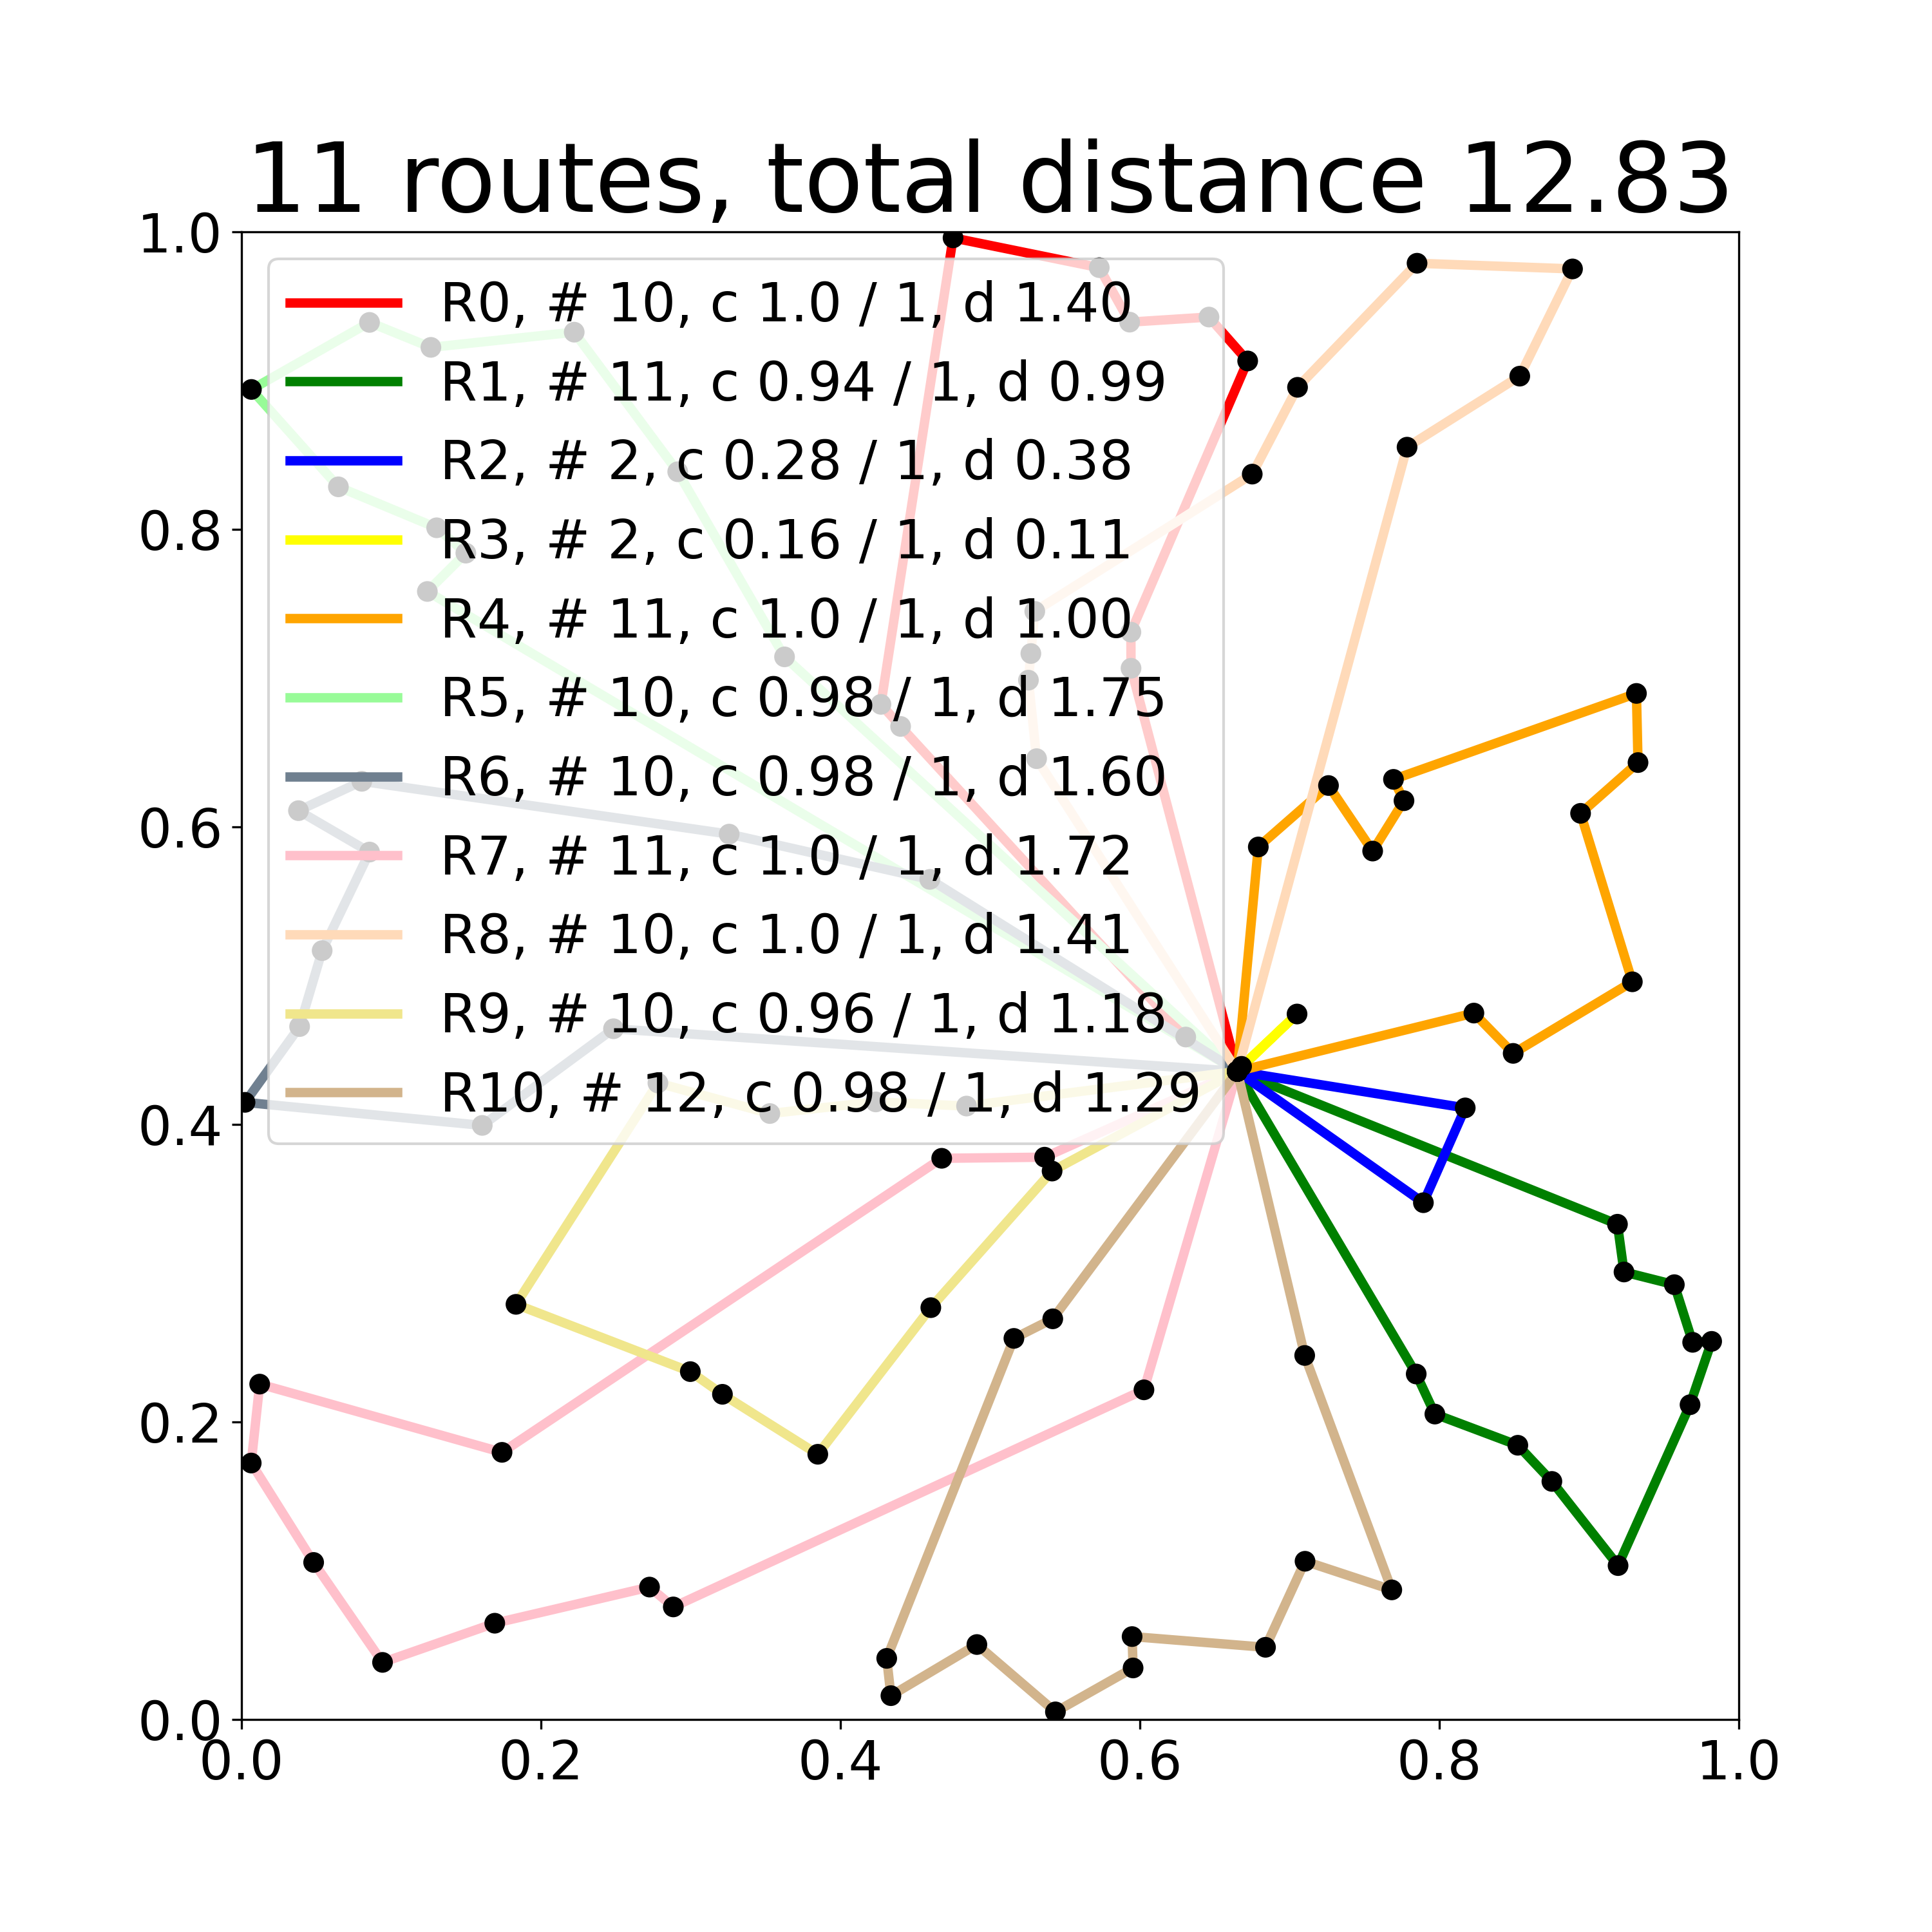 11 routes, total distance 12.83
1.0
0.8
0.6
0.4
0.2
0.0
R0, # 10, c 1.0 / 1, d 1.40
R1, # 11, c 0.94 / 1, d 0.99
R2, # 2, c 0.28 / 1, d 0.38
R3, # 2, c 0.16 / 1, d 0.11
R4, # 11, c 1.0 / 1, d 1.00
R5, # 10, c 0.98 / 1, d 1.75
R6, # 10, c 0.98 / 1, d 1.60
R7, # 11, c 1.0 / 1, d 1.72
R8, # 10, c 1.0 / 1, d 1.41
R9, # 10, c 0.96 / 1, d 1.18
R10, # 12, c 0.98 / 1, d 1.29
0.0 0.2 0.4 0.6 0.8 1.0